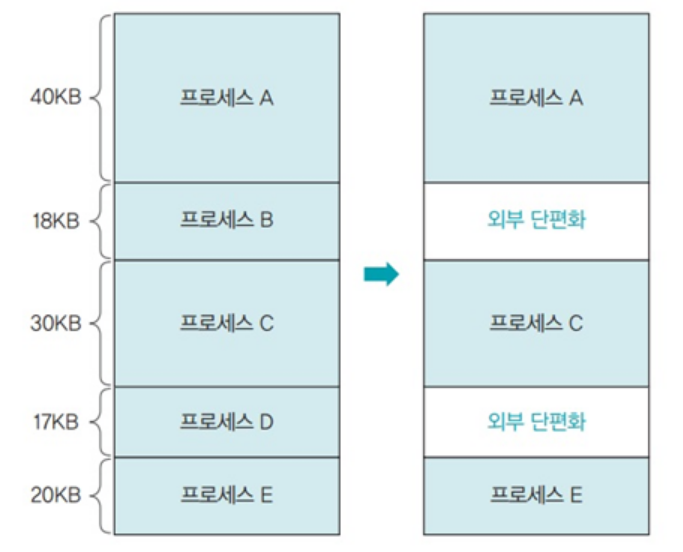 40KB
프로세스 A
프로세스 A
18KB
프로세스 B
외부 단편화
30KB
프로세스 C
프로세스 C
17KB
프로세스 D
외부 단편화
20KB
프로세스 E
프로세스 E